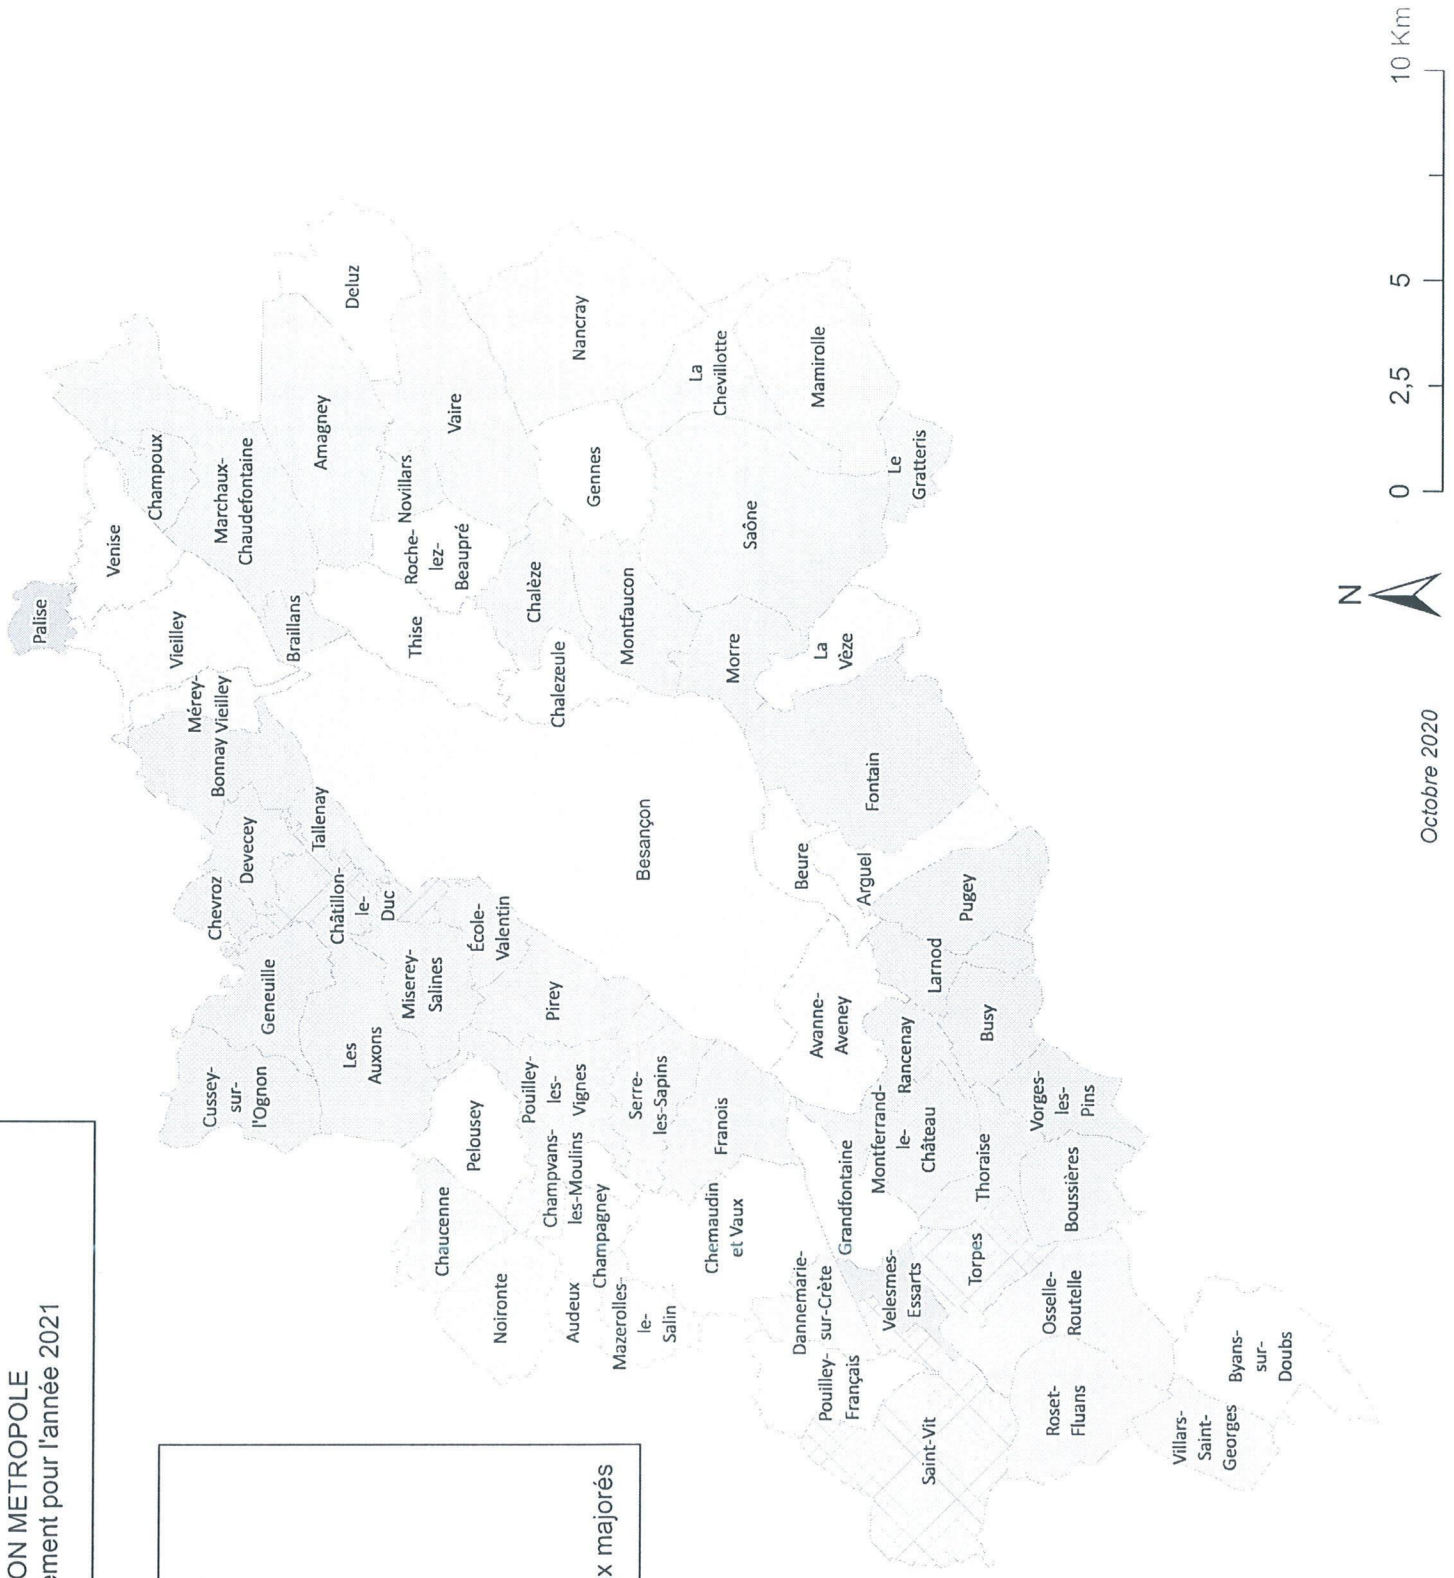 ON METROPOLE
ement pour l'année 2021
x majorés
Palise
Venise
Champoux
Vieilley
Marchaux-
Chaudefontaine
Mérey-
Vieilley
Bonnay
Braillans
Amagney
Deluz
Chevroz
Devecey
Tallenay
Cussey-
sur-
l'Ognon
Geneuille
Châtillon-
le-
Duc
Les
Auxons
Miserey-
Salines
École-
Valentin
Thise
Roche-
lez-
Beaupré
Novillars
Vaire
Chaucenne
Pelousey
Pouilley-
les-
Vignes
Pirey
Chalèze
Chalezeule
Gennes
Nancray
Noironte
Champvans-
les-Moulins
Audeux
Champagney
Mazerolles-
le-
Salin
Serre-
les-Sapins
Besançon
Montfaucon
La
Chevillotte
Chemaudin
et Vaux
Franois
Morre
Saône
Mamirolle
Dannemarie-
sur-Crète
Grandfontaine
Avanne-
Aveney
Beure
La
Vèze
Le
Gratteris
Pouilley-
Français
Velesmes-
Essarts
Montferrand-
le-
Château
Rancenay
Arguel
Fontain
Saint-Vit
Torpes
Thoraise
Larnod
Busy
Pugey
Roset-
Fluans
Osselle-
Routelle
Boussières
Vorges-
les-
Pins
Villars-
Saint-
Georges
Byans-
sur-
Doubs
N
0 2,5 5 10 Km
Octobre 2020